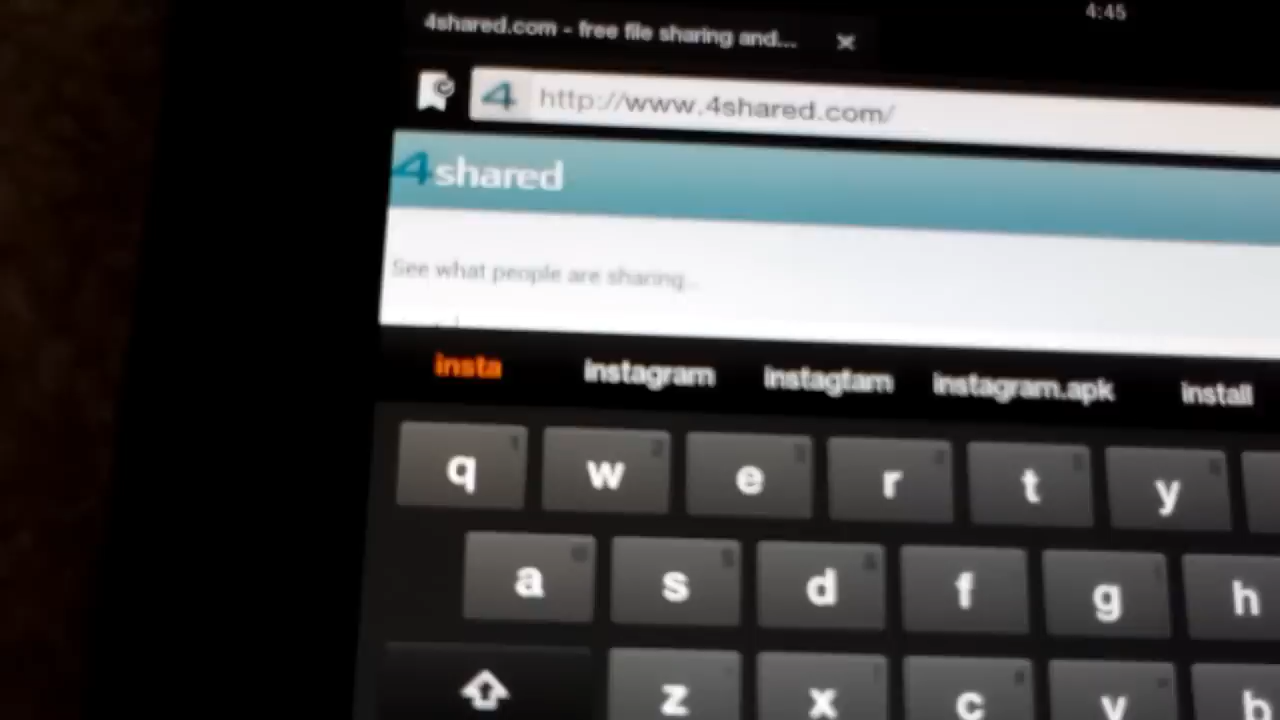 4:45
4shared.com - free file sharing and...
4 http://www.4shared.com/
4shared
See what people are sharing...
insta instagram instagtam instagram.apk install
q w e r t y
a s d f g h
z x c v b